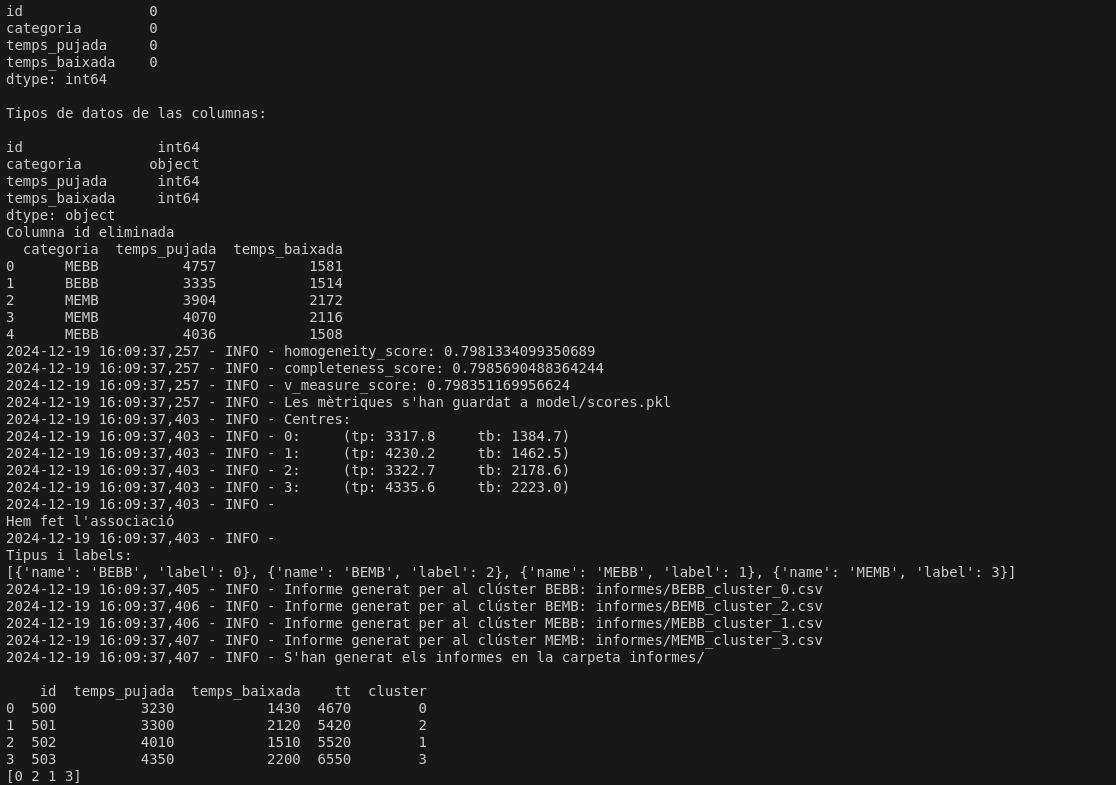 id               0
categoria        0
temps_pujada     0
temps_baixada    0
dtype: int64
Tipos de datos de las columnas:
id                int64
categoria        object
temps_pujada      int64
temps_baixada     int64
dtype: object
Columna id eliminada
  categoria  temps_pujada  temps_baixada
0      MEBB          4757           1581
1      BEBB          3335           1514
2      MEMB          3904           2172
3      MEMB          4070           2116
4      MEBB          4036           1508
2024-12-19 16:09:37,257 - INFO - homogeneity_score: 0.7981334099350689
2024-12-19 16:09:37,257 - INFO - completeness_score: 0.7985690488364244
2024-12-19 16:09:37,257 - INFO - v_measure_score: 0.798351169956624
2024-12-19 16:09:37,257 - INFO - Les mètriques s'han guardat a model/scores.pkl
2024-12-19 16:09:37,403 - INFO - Centres:
2024-12-19 16:09:37,403 - INFO - 0:     (tp: 3317.8     tb: 1384.7)
2024-12-19 16:09:37,403 - INFO - 1:     (tp: 4230.2     tb: 1462.5)
2024-12-19 16:09:37,403 - INFO - 2:     (tp: 3322.7     tb: 2178.6)
2024-12-19 16:09:37,403 - INFO - 3:     (tp: 4335.6     tb: 2223.0)
2024-12-19 16:09:37,403 - INFO -
Hem fet l'associació
2024-12-19 16:09:37,403 - INFO -
Tipus i labels:
[{'name': 'BEBB', 'label': 0}, {'name': 'BEMB', 'label': 2}, {'name': 'MEBB', 'label': 1}, {'name': 'MEMB', 'label': 3}]
2024-12-19 16:09:37,405 - INFO - Informe generat per al clúster BEBB: informes/BEBB_cluster_0.csv
2024-12-19 16:09:37,406 - INFO - Informe generat per al clúster BEMB: informes/BEMB_cluster_2.csv
2024-12-19 16:09:37,406 - INFO - Informe generat per al clúster MEBB: informes/MEBB_cluster_1.csv
2024-12-19 16:09:37,407 - INFO - Informe generat per al clúster MEMB: informes/MEMB_cluster_3.csv
2024-12-19 16:09:37,407 - INFO - S'han generat els informes en la carpeta informes/
    id  temps_pujada  temps_baixada    tt  cluster
0  500          3230           1430  4670        0
1  501          3300           2120  5420        2
2  502          4010           1510  5520        1
3  503          4350           2200  6550        3
[0 2 1 3]